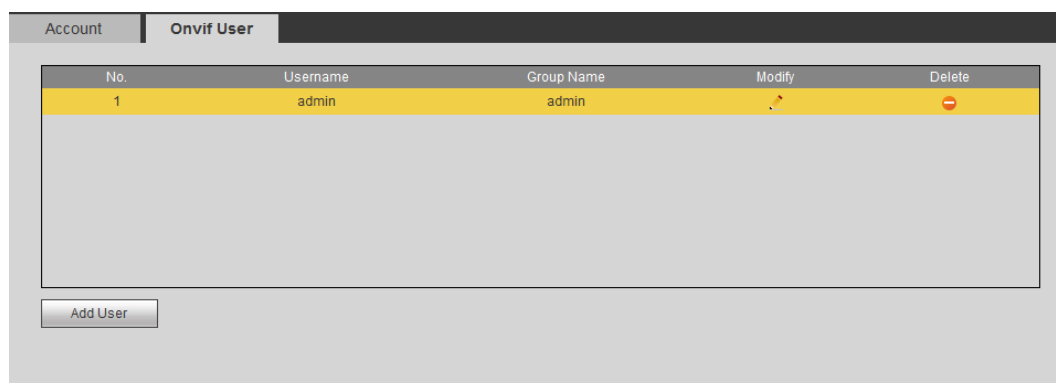 Account Onvif User
No. Username Group Name Modify Delete
1 admin admin
Add User